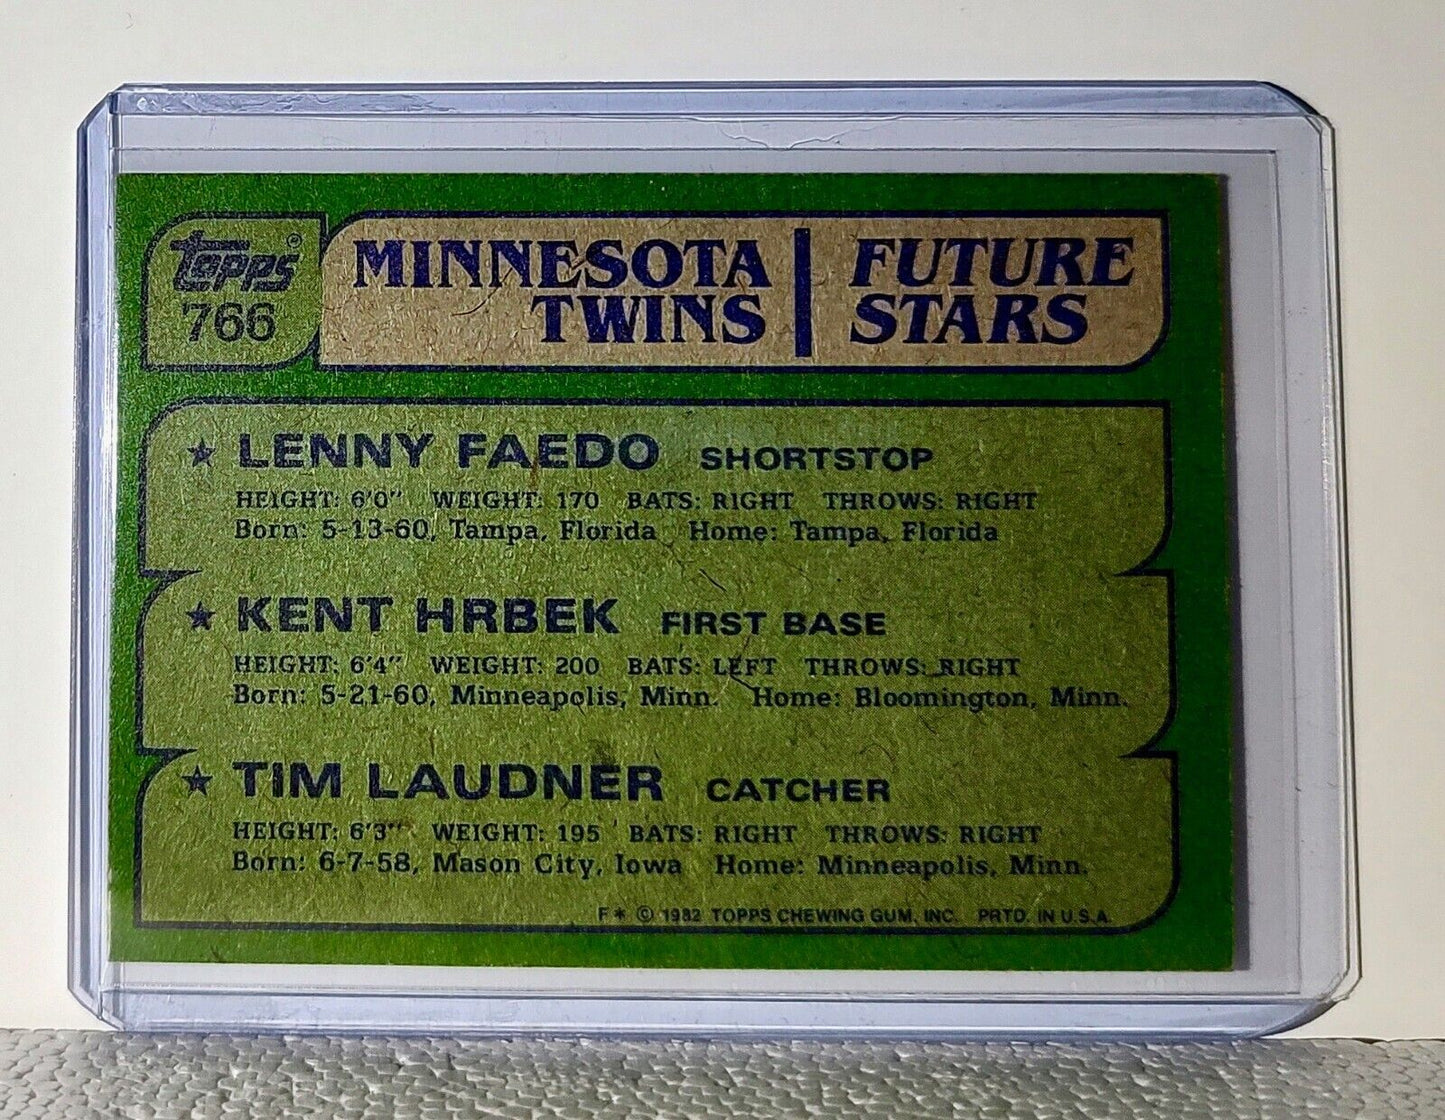 Topps ®
766
MINNESOTA TWINS | FUTURE STARS
★ LENNY FAEDO SHORTSTOP
HEIGHT: 6'0" WEIGHT: 170 BATS: RIGHT THROWS: RIGHT
Born: 5-13-60, Tampa, Florida Home: Tampa, Florida
★ KENT HRBEK FIRST BASE
HEIGHT: 6'4" WEIGHT: 200 BATS: LEFT THROWS: RIGHT
Born: 5-21-60, Minneapolis, Minn. Home: Bloomington, Minn.
★ TIM LAUDNER CATCHER
HEIGHT: 6'3" WEIGHT: 195 BATS: RIGHT THROWS: RIGHT
Born: 6-7-58, Mason City, Iowa Home: Minneapolis, Minn.
F* © 1982 TOPPS CHEWING GUM, INC. PRTD. IN U.S.A.